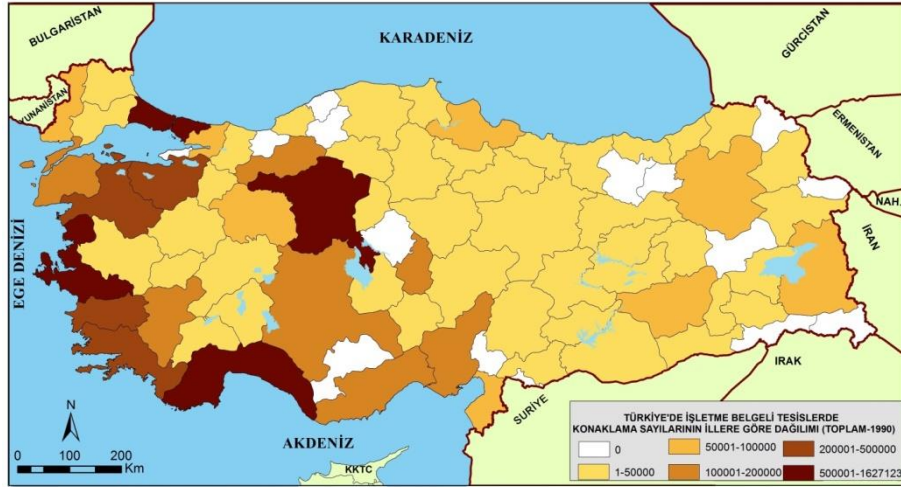 BULGARİSTAN
KARADENİZ
GÜRCİSTAN
YUNANİSTAN
ERMENİSTAN
NAH.
İRAN
EGE DENİZİ
IRAK
SURİYE
AKDENİZ
KKTC
N
0 50 100 200
Km
TÜRKİYE'DE İŞLETME BELGELİ TESİSLERDE
KONAKLAMA SAYILARININ İLLERE GÖRE DAĞILIMI (TOPLAM-1990)
0 50001-100000 200001-500000
1-50000 100001-200000 500001-1627123